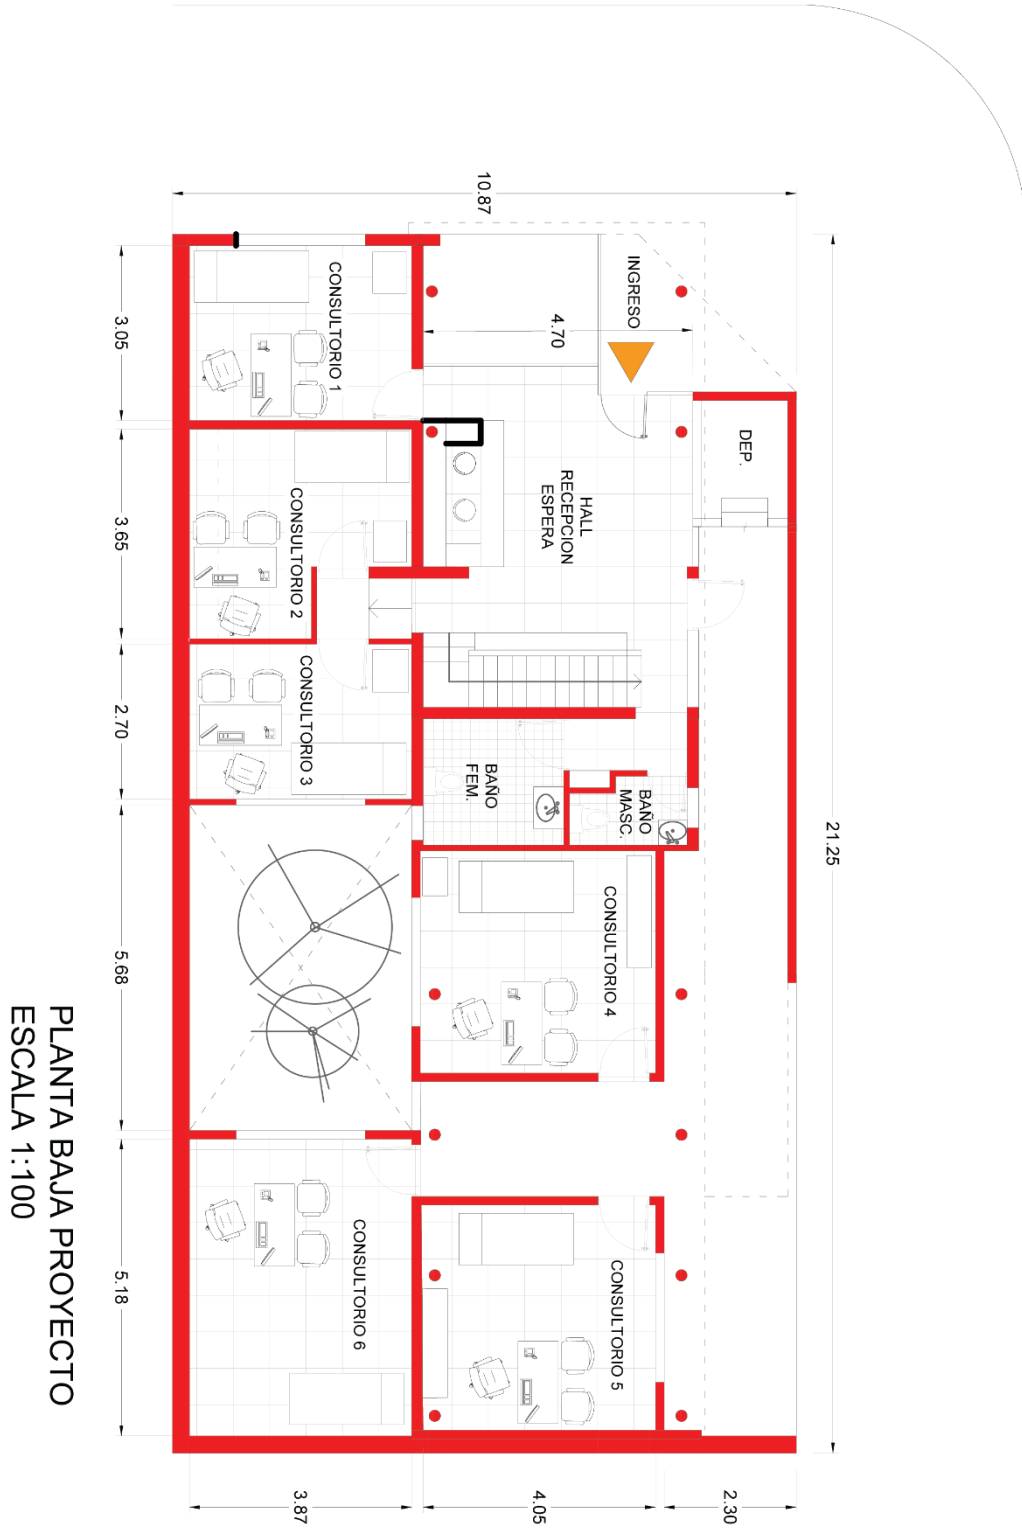 10.87
INGRESO
4.70
CONSULTORIO 1
3.05
DEP.
HALL
RECEPCION
ESPERA
CONSULTORIO 2
3.65
CONSULTORIO 3
2.70
BAÑO
FEM.
BAÑO
MASC.
21.25
CONSULTORIO 4
5.68
CONSULTORIO 6
5.18
CONSULTORIO 5
3.87
4.05
2.30
PLANTA BAJA PROYECTO
ESCALA 1:100